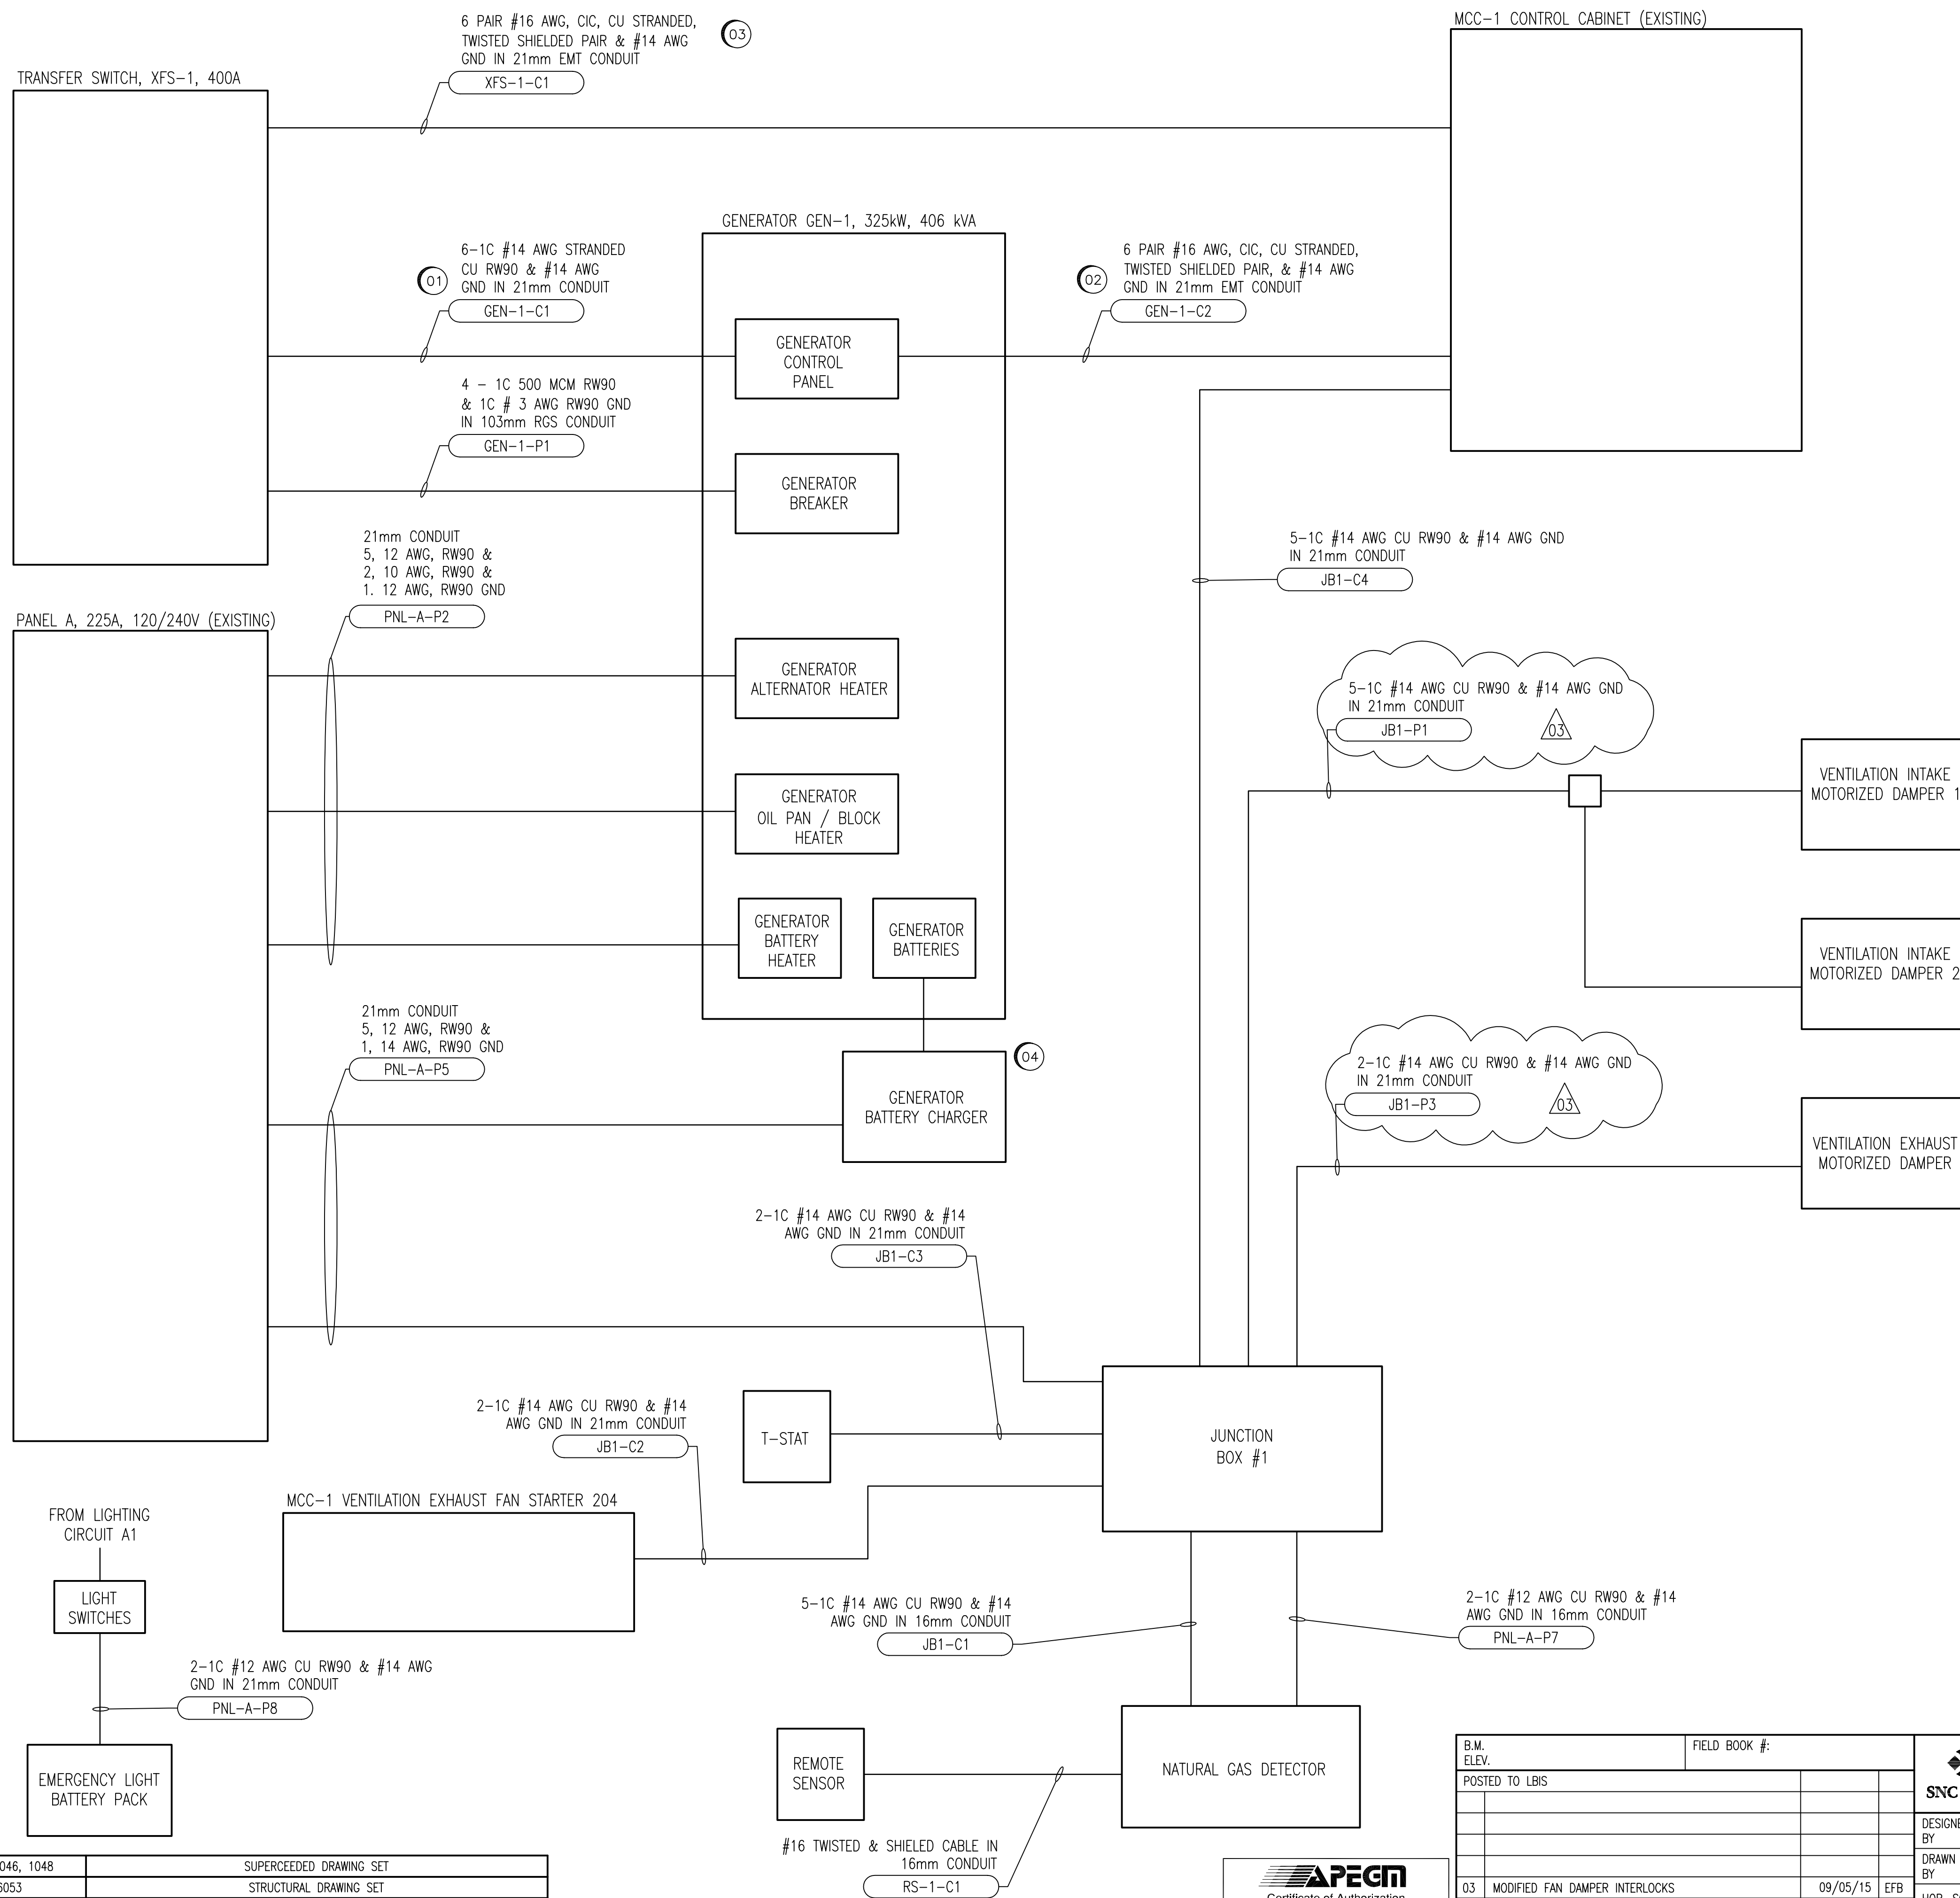 6 PAIR #16 AWG, CIC, CU STRANDED,
TWISTED SHIELDED PAIR & #14 AWG
GND IN 21mm EMT CONDUIT
03
XFS-1-C1
MCC-1 CONTROL CABINET (EXISTING)
TRANSFER SWITCH, XFS-1, 400A
GENERATOR GEN-1, 325kW, 406 kVA
01
6-1C #14 AWG STRANDED
CU RW90 & #14 AWG
GND IN 21mm CONDUIT
GEN-1-C1
02
6 PAIR #16 AWG, CIC, CU STRANDED,
TWISTED SHIELDED PAIR, & #14 AWG
GND IN 21mm EMT CONDUIT
GEN-1-C2
GENERATOR
CONTROL
PANEL
4 - 1C 500 MCM RW90
& 1C # 3 AWG RW90 GND
IN 103mm RGS CONDUIT
GEN-1-P1
GENERATOR
BREAKER
21mm CONDUIT
5, 12 AWG, RW90 &
2, 10 AWG, RW90 &
1. 12 AWG, RW90 GND
PNL-A-P2
5-1C #14 AWG CU RW90 & #14 AWG GND
IN 21mm CONDUIT
JB1-C4
PANEL A, 225A, 120/240V (EXISTING)
GENERATOR
ALTERNATOR HEATER
5-1C #14 AWG CU RW90 & #14 AWG GND
IN 21mm CONDUIT
JB1-P1
03
VENTILATION INTAKE
MOTORIZED DAMPER 1
GENERATOR
OIL PAN / BLOCK
HEATER
GENERATOR
BATTERY
HEATER
GENERATOR
BATTERIES
VENTILATION INTAKE
MOTORIZED DAMPER 2
21mm CONDUIT
5, 12 AWG, RW90 &
1, 14 AWG, RW90 GND
PNL-A-P5
04
GENERATOR
BATTERY CHARGER
2-1C #14 AWG CU RW90 & #14 AWG GND
IN 21mm CONDUIT
JB1-P3
03
VENTILATION EXHAUST
MOTORIZED DAMPER
2-1C #14 AWG CU RW90 & #14
AWG GND IN 21mm CONDUIT
JB1-C3
2-1C #14 AWG CU RW90 & #14
AWG GND IN 21mm CONDUIT
JB1-C2
T-STAT
JUNCTION
BOX #1
MCC-1 VENTILATION EXHAUST FAN STARTER 204
FROM LIGHTING
CIRCUIT A1
LIGHT
SWITCHES
5-1C #14 AWG CU RW90 & #14
AWG GND IN 16mm CONDUIT
JB1-C1
2-1C #12 AWG CU RW90 & #14
AWG GND IN 16mm CONDUIT
PNL-A-P7
2-1C #12 AWG CU RW90 & #14 AWG
GND IN 21mm CONDUIT
PNL-A-P8
EMERGENCY LIGHT
BATTERY PACK
REMOTE
SENSOR
NATURAL GAS DETECTOR
#16 TWISTED & SHIELED CABLE IN
16mm CONDUIT
RS-1-C1
046, 1048
SUPERCEEDED DRAWING SET
6053
STRUCTURAL DRAWING SET
APEGM
Certificate of Authorization
B.M.
ELEV.
FIELD BOOK #:
POSTED TO LBIS
03 MODIFIED FAN DAMPER INTERLOCKS 09/05/15 EFB
SNC
BY
DRAWN
BY